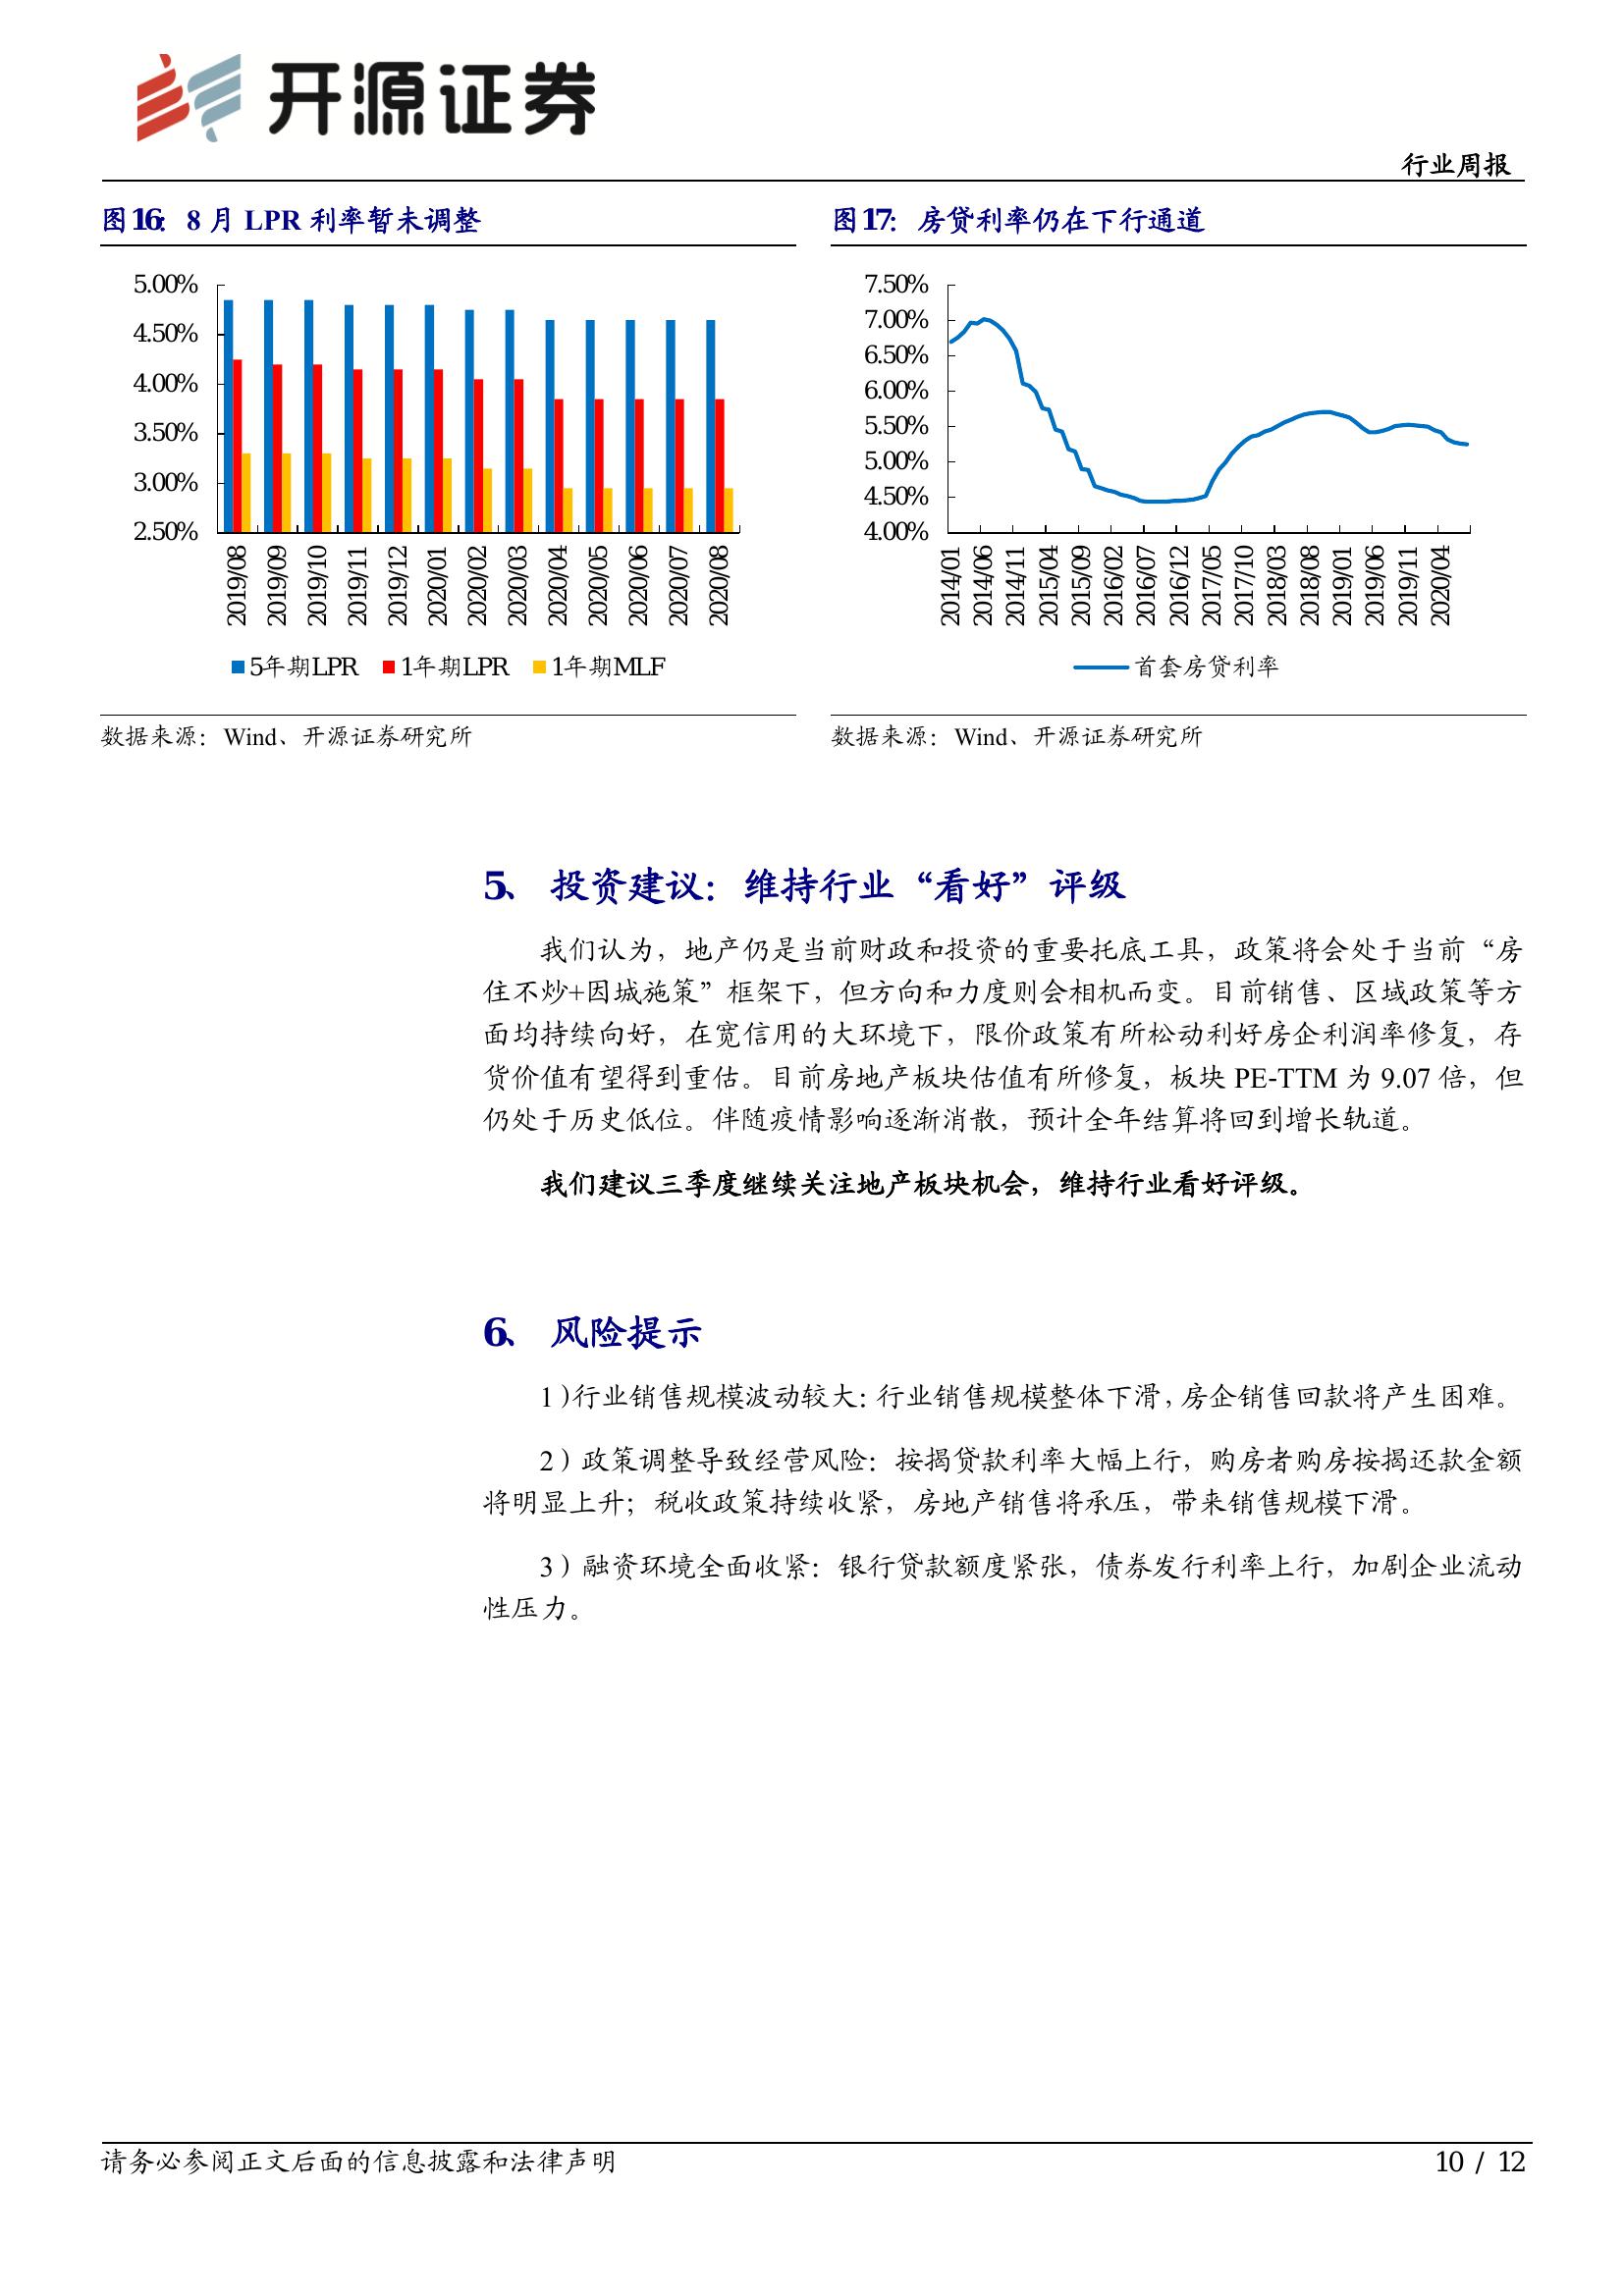 开源证券
行业周报
图16： 8 月 LPR 利率暂未调整
图17： 房贷利率仍在下行通道
5.00%
4.50%
4.00%
3.50%
3.00%
2.50%
2019/08
2019/09
2019/10
2019/11
2019/12
2020/01
2020/02
2020/03
2020/04
2020/05
2020/06
2020/07
2020/08
5年期LPR 1年期LPR 1年期MLF
7.50%
7.00%
6.50%
6.00%
5.50%
5.00%
4.50%
4.00%
2014/01
2014/06
2014/11
2015/04
2015/09
2016/02
2016/07
2016/12
2017/05
2017/10
2018/03
2018/08
2019/01
2019/06
2019/11
2020/04
首套房贷利率
数据来源：Wind、开源证券研究所
数据来源：Wind、开源证券研究所
5、 投资建议：维持行业“看好”评级
我们认为，地产仍是当前财政和投资的重要托底工具，政策将会处于当前“房
住不炒+因城施策”框架下，但方向和力度则会相机而变。目前销售、区域政策等方
面均持续向好，在宽信用的大环境下，限价政策有所松动利好房企利润率修复，存
货价值有望得到重估。目前房地产板块估值有所修复，板块 PE-TTM 为 9.07 倍，但
仍处于历史低位。伴随疫情影响逐渐消散，预计全年结算将回到增长轨道。
我们建议三季度继续关注地产板块机会，维持行业看好评级。
6、 风险提示
1）行业销售规模波动较大：行业销售规模整体下滑，房企销售回款将产生困难。
2）政策调整导致经营风险：按揭贷款利率大幅上行，购房者购房按揭还款金额
将明显上升；税收政策持续收紧，房地产销售将承压，带来销售规模下滑。
3）融资环境全面收紧：银行贷款额度紧张，债券发行利率上行，加剧企业流动
性压力。
请务必参阅正文后面的信息披露和法律声明
10 / 12